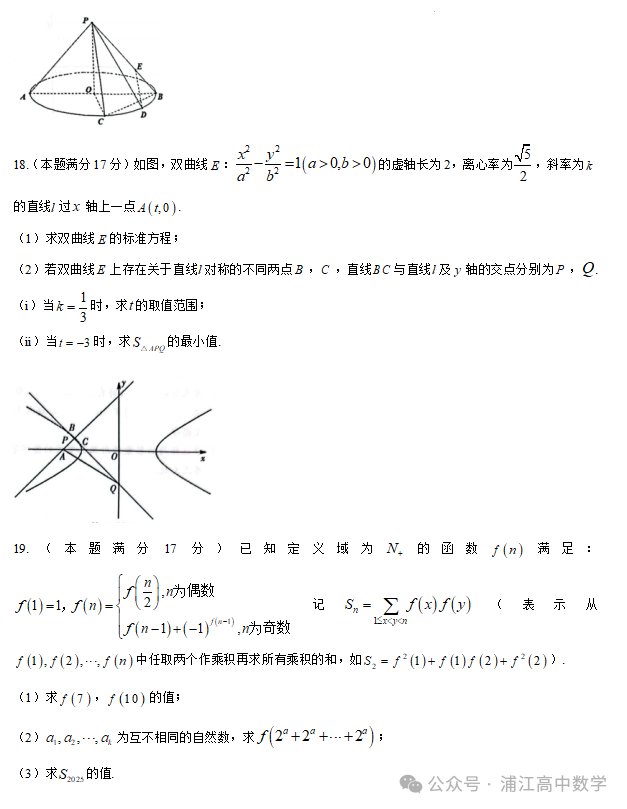 P
E
A O B
C D
18.(本题满分17分)如图,双曲线E:x²/a²-y²/b²=1(a>0,b>0)的虚轴长为2,离心率为√5/2,斜率为k
的直线l过x轴上一点A(t,0).
(1)求双曲线E的标准方程;
(2)若双曲线E上存在关于直线l对称的不同两点B,C,直线BC与直线l及y轴的交点分别为P,Q.
(i)当k=1/3时,求t的取值范围;
(ii)当t=-3时,求S△APQ的最小值.
y
B
P C
A O x
Q
19.(本题满分17分)已知定义域为N₊的函数f(n)满足:
f(1)=1,f(n)={f(n/2),n为偶数 f(n-1)+(-1)^f(n-1),n为奇数 记 Sₙ=∑1≤x<y<n f(x)f(y) (表示从
f(1),f(2),⋯,f(n)中任取两个作乘积再求所有乘积的和,如S₂=f²(1)+f(1)f(2)+f²(2)).
(1)求f(7),f(10)的值;
(2)a₁,a₂,⋯,aₖ为互不相同的自然数,求f(2ᵃ+2ᵃ+⋯+2ᵃ);
(3)求S₂₀₂₅的值.
公众号·浦江高中数学